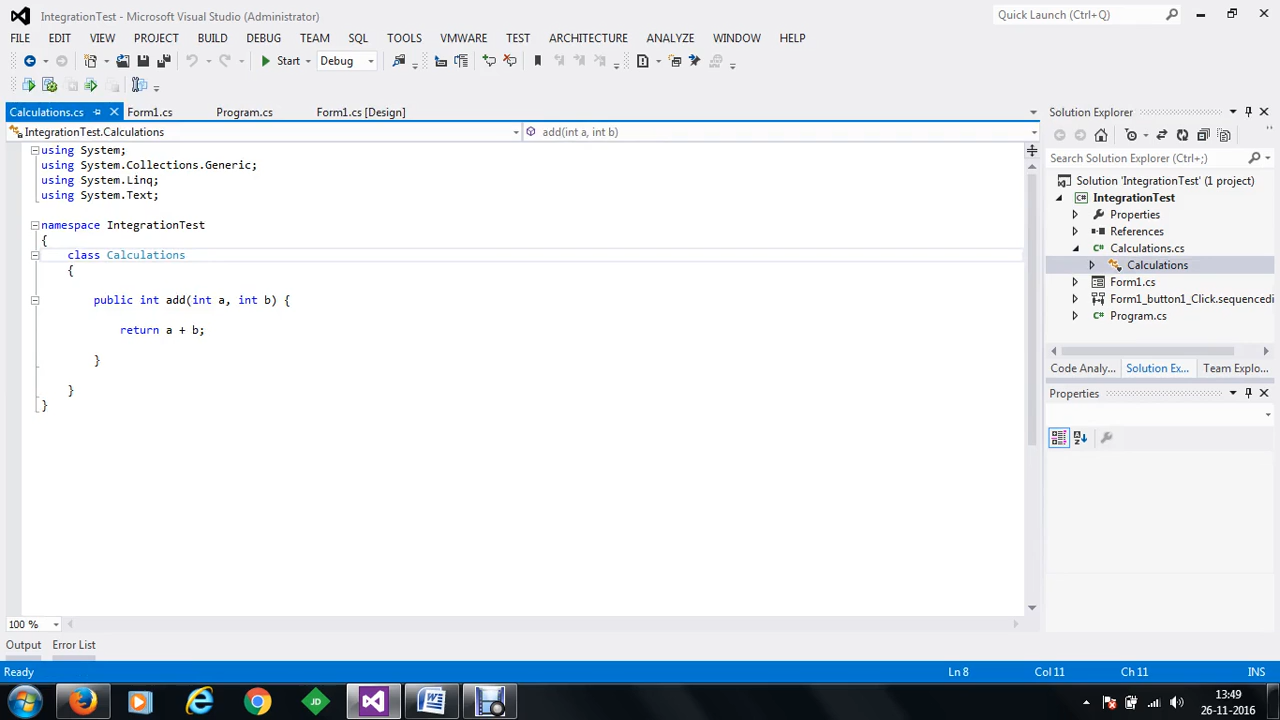 IntegrationTest - Microsoft Visual Studio (Administrator)
Quick Launch (Ctrl+Q)
FILE EDIT VIEW PROJECT BUILD DEBUG TEAM SQL TOOLS VMWARE TEST ARCHITECTURE ANALYZE WINDOW HELP
Start Debug
Calculations.cs Form1.cs Program.cs Form1.cs [Design]
IntegrationTest.Calculations add(int a, int b)
using System;
using System.Collections.Generic;
using System.Linq;
using System.Text;
namespace IntegrationTest
{
class Calculations
{
public int add(int a, int b) {
return a + b;
}
}
}
100 %
Output Error List
Solution Explorer
Search Solution Explorer (Ctrl+;)
Solution 'IntegrationTest' (1 project)
IntegrationTest
Properties
References
Calculations.cs
Calculations
Form1.cs
Form1_button1_Click.sequencedi
Program.cs
Code Analy... Solution Ex... Team Explo...
Properties
Ready Ln 8 Col 11 Ch 11 INS
JD
13:49
26-11-2016